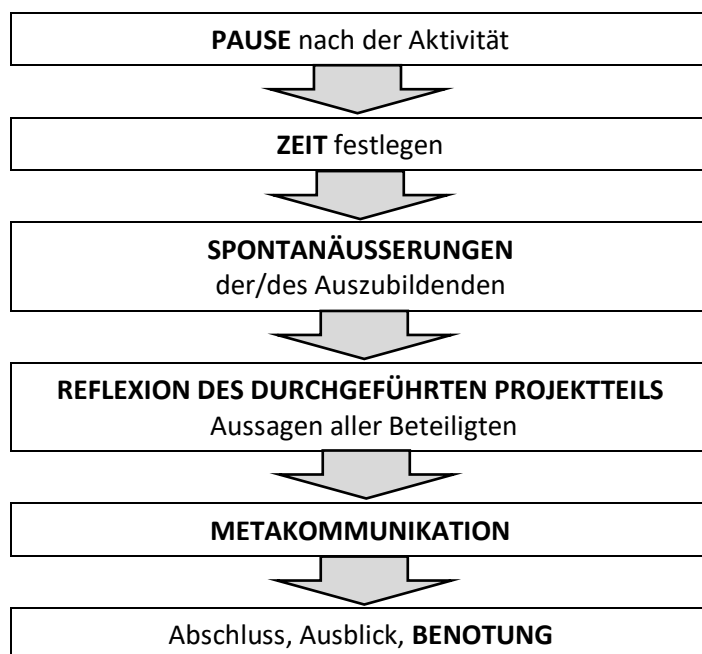 PAUSE nach der Aktivität
ZEIT festlegen
SPONTANÄUSSERUNGEN
der/des Auszubildenden
REFLEXION DES DURCHGEFÜHRTEN PROJEKTTEILS
Aussagen aller Beteiligten
METAKOMMUNIKATION
Abschluss, Ausblick, BENOTUNG